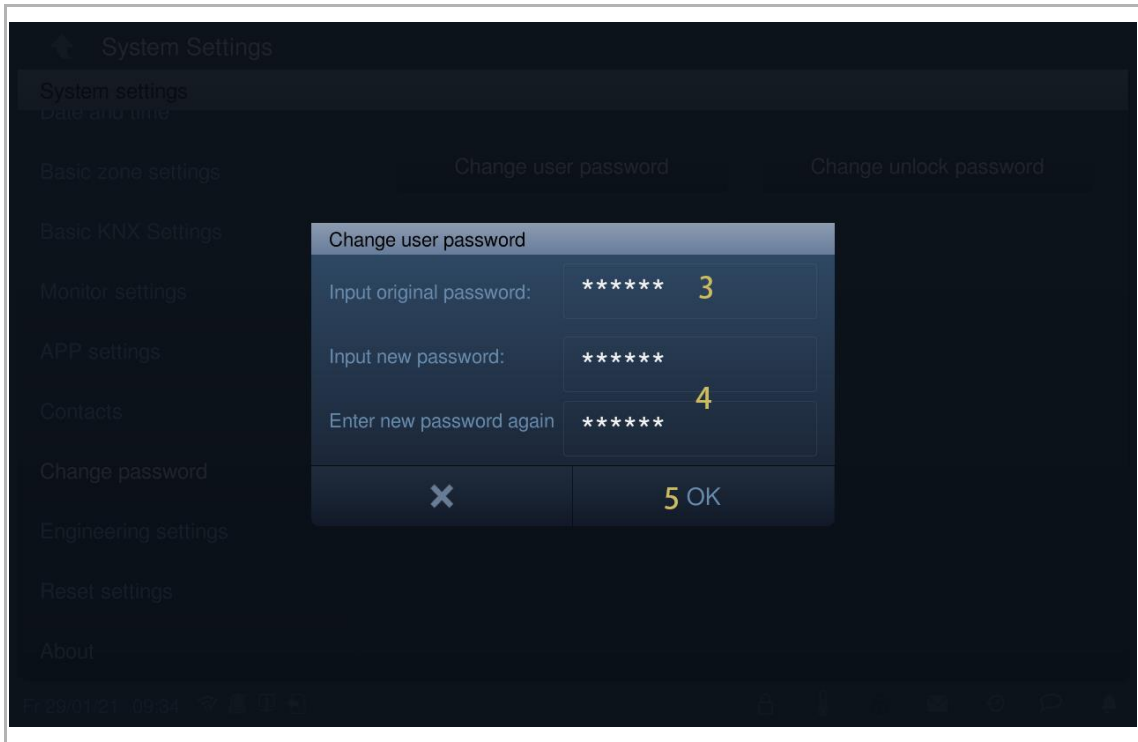 System Settings
System settings
Date and time
Basic zone settings
Change user password
Change unlock password
Basic KNX Settings
Monitor settings
APP settings
Contacts
Change password
Engineering settings
Reset settings
About
Change user password
Input original password: ****** 3
Input new password: ******
4
Enter new password again ******
5 OK
Fr 29/01/21 09:34